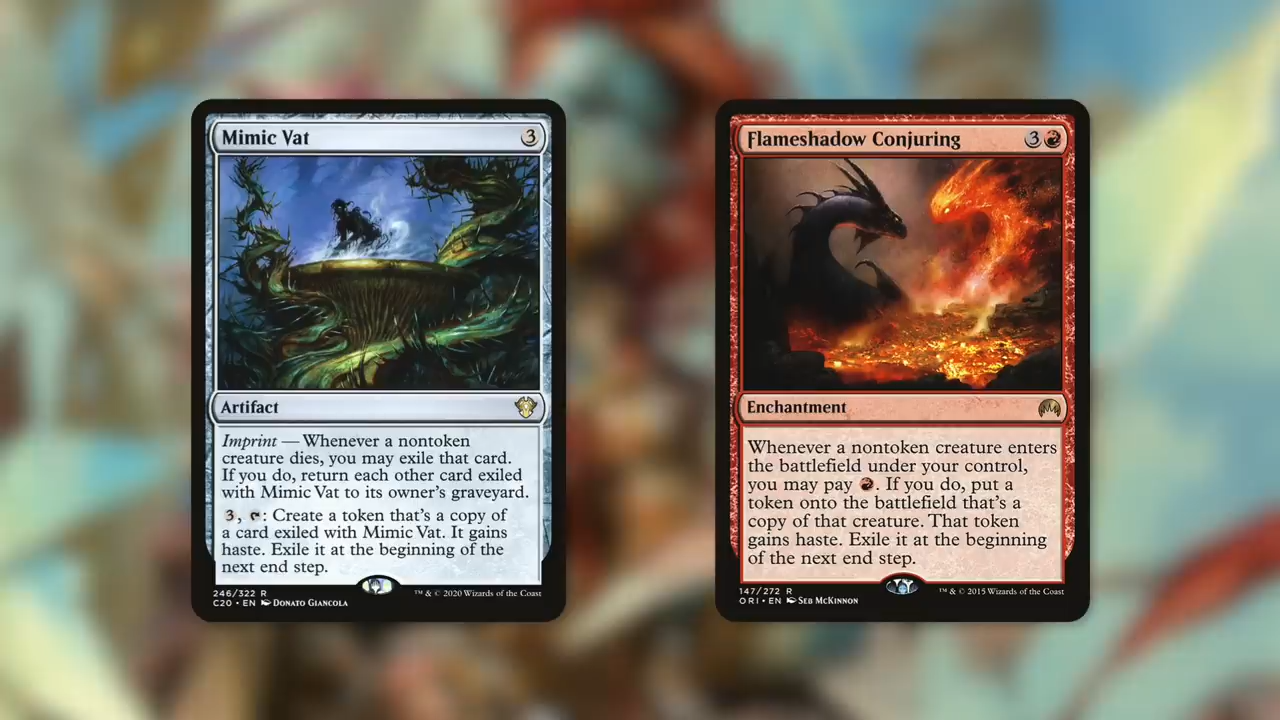 Mimic Vat 3
Artifact
Imprint — Whenever a nontoken
creature dies, you may exile that card.
If you do, return each other card exiled
with Mimic Vat to its owner's graveyard.
3, : Create a token that's a copy of
a card exiled with Mimic Vat. It gains
haste. Exile it at the beginning of the
next end step.
246/322 R
C20 • EN Donato Giancola
™ & © 2020 Wizards of the Coast
Flameshadow Conjuring 3
Enchantment
Whenever a nontoken creature enters
the battlefield under your control,
you may pay . If you do, put a
token onto the battlefield that's a
copy of that creature. That token
gains haste. Exile it at the beginning
of the next end step.
147/272 R
ORI • EN Seb McKinnon
™ & © 2015 Wizards of the Coast